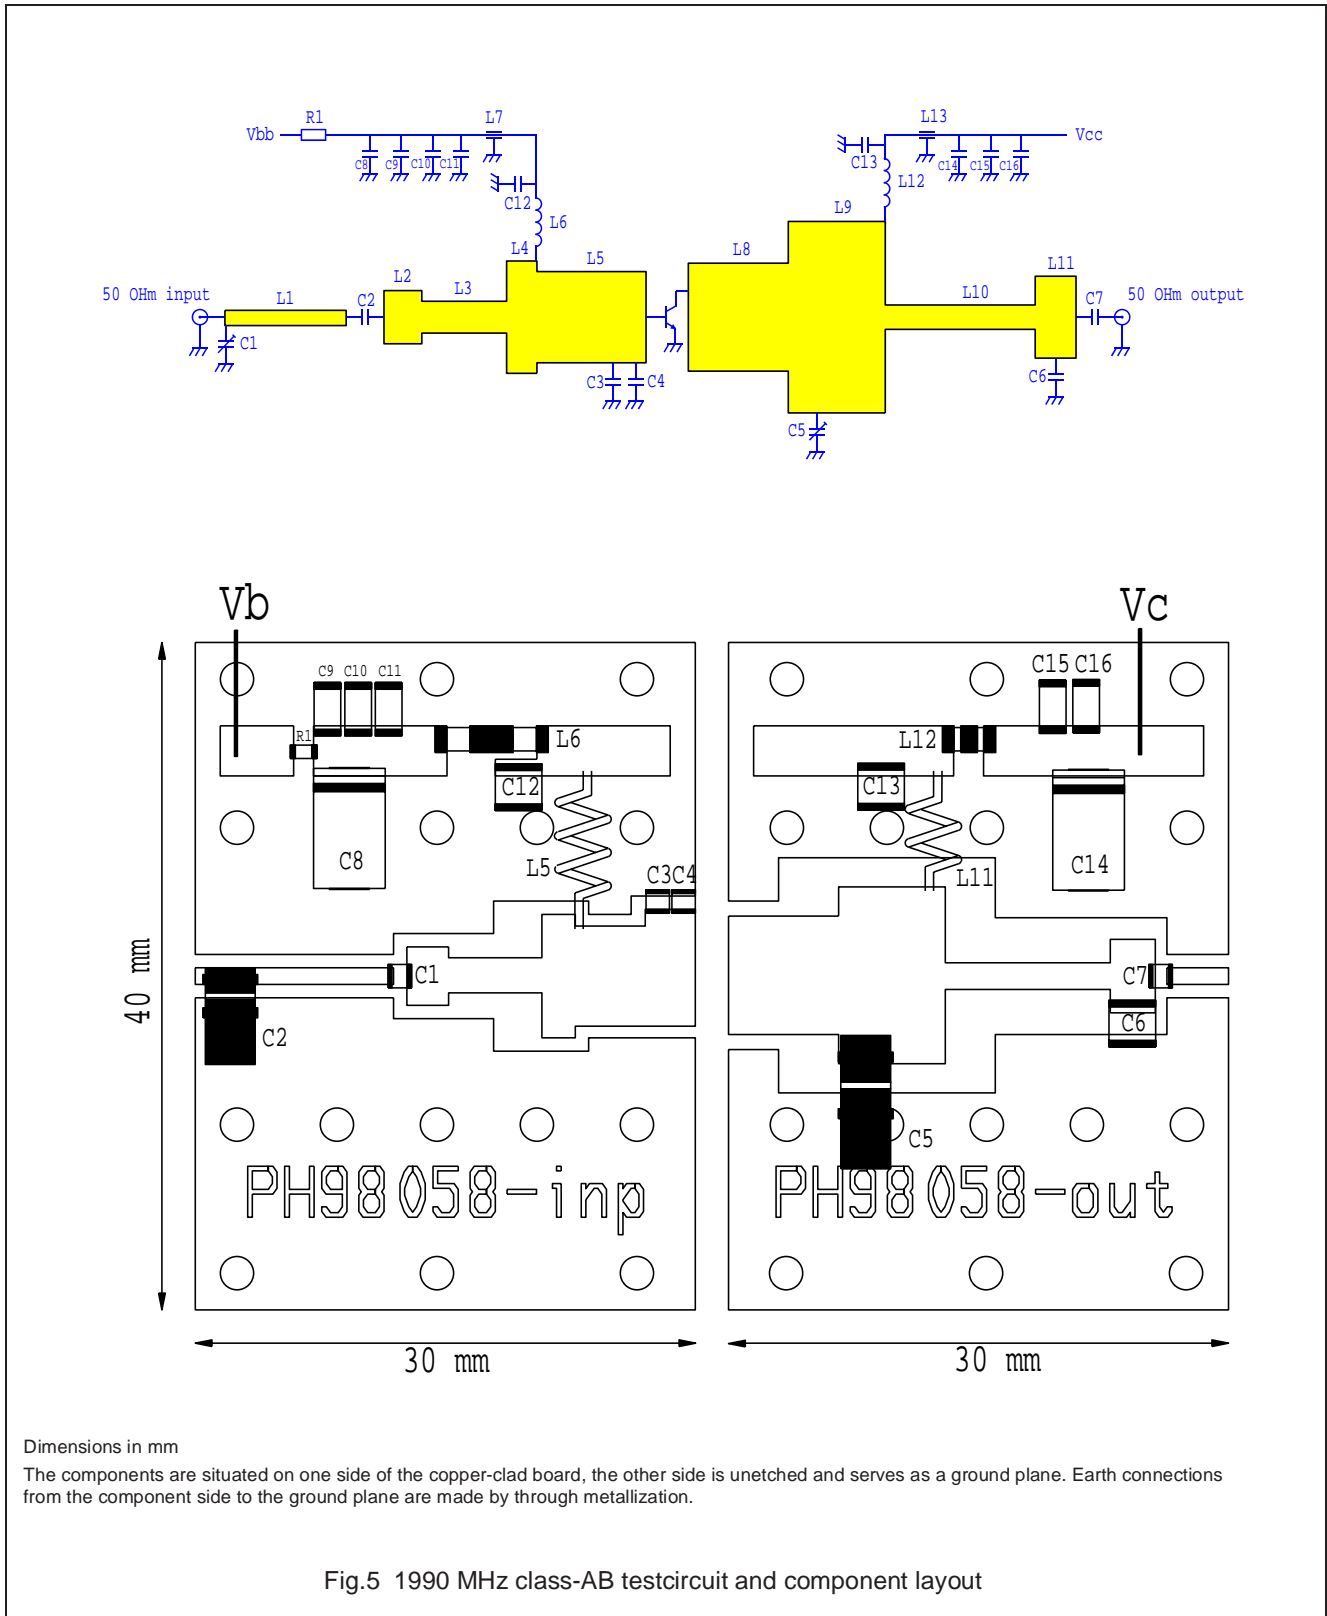 R1 L7 L13
Vbb Vcc
C8 C9 C10 C11 C13 C14 C15 C16
C12 L6 L12
L9
L4 L8
L2 L5 L11
50 OHm input L1 C2 L3 L10 C7 50 OHm output
C1
C3 C4 C6
C5
Vb Vc
C9 C10 C11 C15 C16
R1 L6 L12
C12 C13
C8 L5 C3 C4 L11 C14
C1 C7
40 mm
C2 C6
C5
PH98058-inp PH98058-out
30 mm 30 mm
Dimensions in mm
The components are situated on one side of the copper-clad board, the other side is unetched and serves as a ground plane. Earth connections
from the component side to the ground plane are made by through metallization.
Fig.5 1990 MHz class-AB testcircuit and component layout